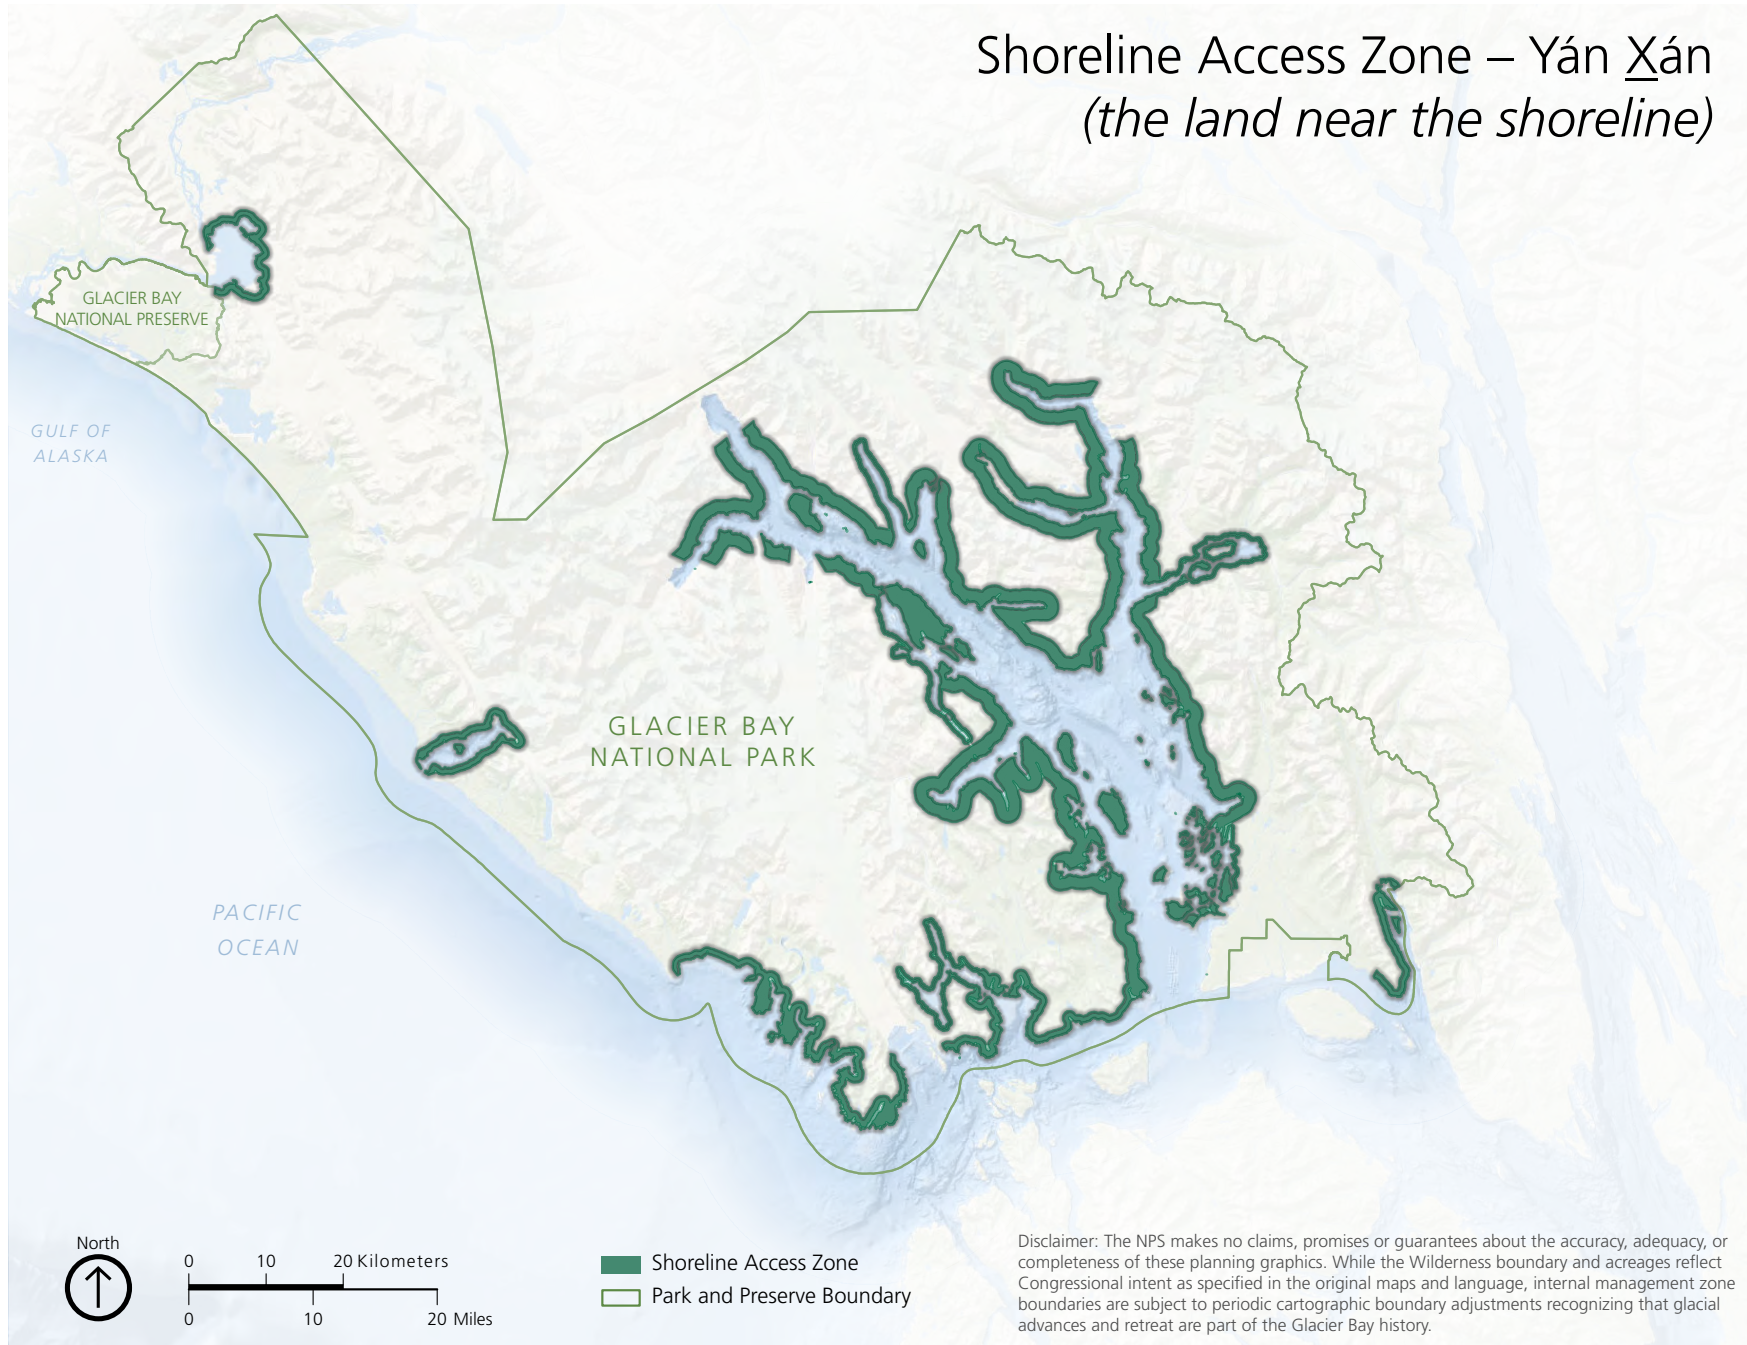 Shoreline Access Zone – Yán X̲án
(the land near the shoreline)
GLACIER BAY
NATIONAL PRESERVE
GULF OF
ALASKA
GLACIER BAY
NATIONAL PARK
PACIFIC
OCEAN
North
0 10 20 Kilometers
0 10 20 Miles
Shoreline Access Zone
Park and Preserve Boundary
Disclaimer: The NPS makes no claims, promises or guarantees about the accuracy, adequacy, or
completeness of these planning graphics. While the Wilderness boundary and acreages reflect
Congressional intent as specified in the original maps and language, internal management zone
boundaries are subject to periodic cartographic boundary adjustments recognizing that glacial
advances and retreat are part of the Glacier Bay history.